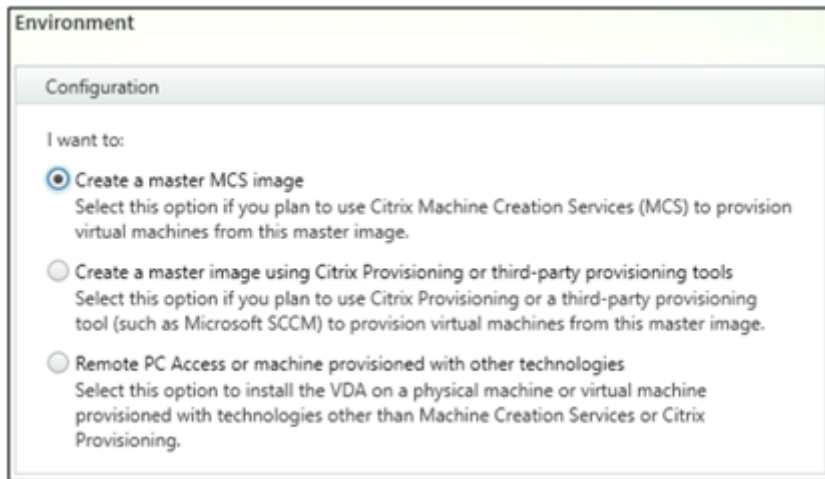 Environment
Configuration
I want to:
Create a master MCS image
Select this option if you plan to use Citrix Machine Creation Services (MCS) to provision
virtual machines from this master image.
Create a master image using Citrix Provisioning or third-party provisioning tools
Select this option if you plan to use Citrix Provisioning or a third-party provisioning
tool (such as Microsoft SCCM) to provision virtual machines from this master image.
Remote PC Access or machine provisioned with other technologies
Select this option to install the VDA on a physical machine or virtual machine
provisioned with technologies other than Machine Creation Services or Citrix
Provisioning.